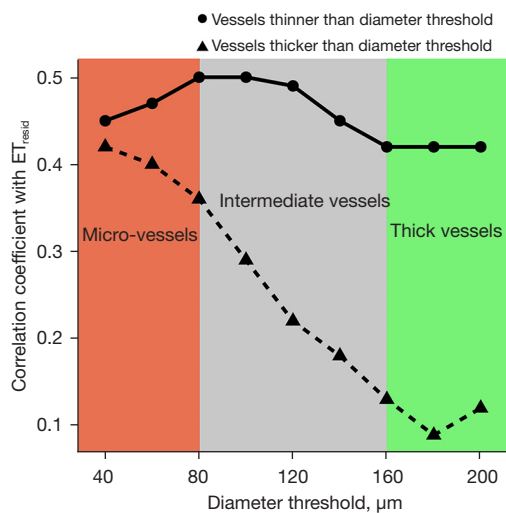 Vessels thinner than diameter threshold
Vessels thicker than diameter threshold
Correlation coefficient with ET_resid
0.5
0.4
0.3
0.2
0.1
Micro-vessels
Intermediate vessels
Thick vessels
40 80 120 160 200
Diameter threshold, µm